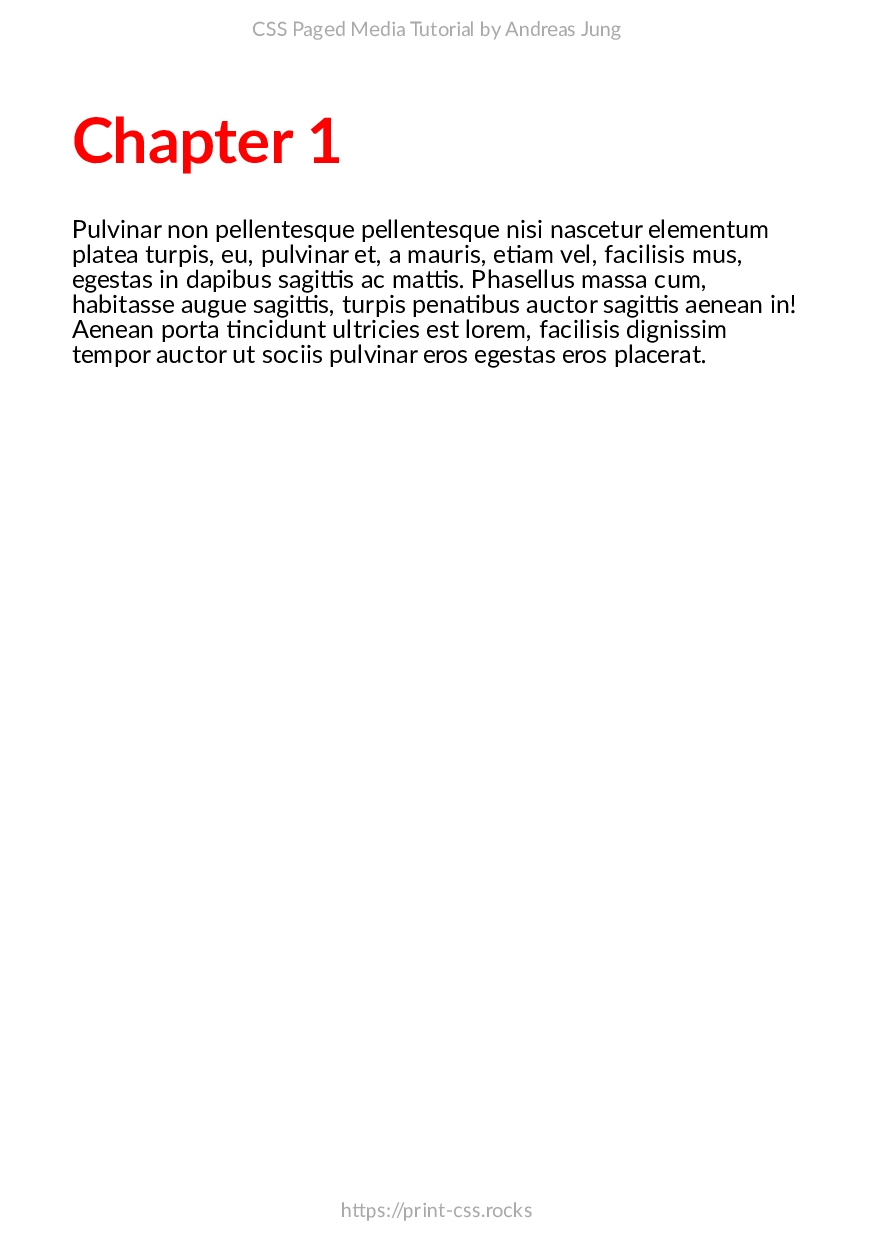 CSS Paged Media Tutorial by Andreas Jung
Chapter 1
Pulvinar non pellentesque pellentesque nisi nascetur elementum
platea turpis, eu, pulvinar et, a mauris, etiam vel, facilisis mus,
egestas in dapibus sagittis ac mattis. Phasellus massa cum,
habitasse augue sagittis, turpis penatibus auctor sagittis aenean in!
Aenean porta tincidunt ultricies est lorem, facilisis dignissim
tempor auctor ut sociis pulvinar eros egestas eros placerat.
https://print-css.rocks